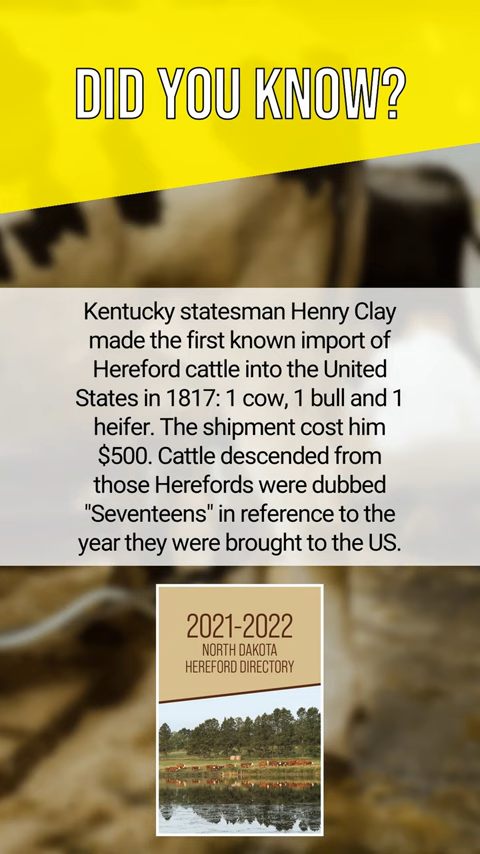 DID YOU KNOW?
Kentucky statesman Henry Clay
made the first known import of
Hereford cattle into the United
States in 1817: 1 cow, 1 bull and 1
heifer. The shipment cost him
$500. Cattle descended from
those Herefords were dubbed
"Seventeens" in reference to the
year they were brought to the US.
2021-2022
NORTH DAKOTA
HEREFORD DIRECTORY